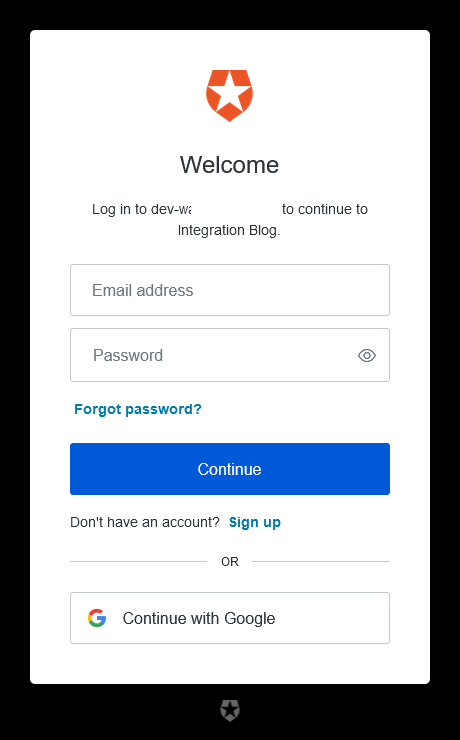 Welcome
Log in to dev-wa to continue to
Integration Blog.
Email address
Password
Forgot password?
Continue
Don't have an account? Sign up
OR
Continue with Google